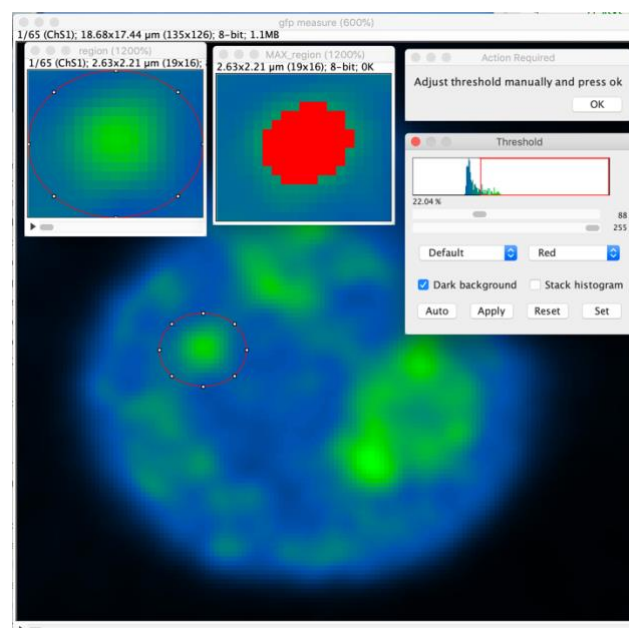 gfp measure (600%)
1/65 (ChS1); 18.68x17.44 µm (135x126); 8-bit; 1.1MB
region (1200%)
1/65 (ChS1); 2.63x2.21 µm (19x16);
MAX_region (1200%)
2.63x2.21 µm (19x16); 8-bit; 0K
Action Required
Adjust threshold manually and press ok
OK
Threshold
22.04 %
88
255
Default Red
Dark background Stack histogram
Auto Apply Reset Set